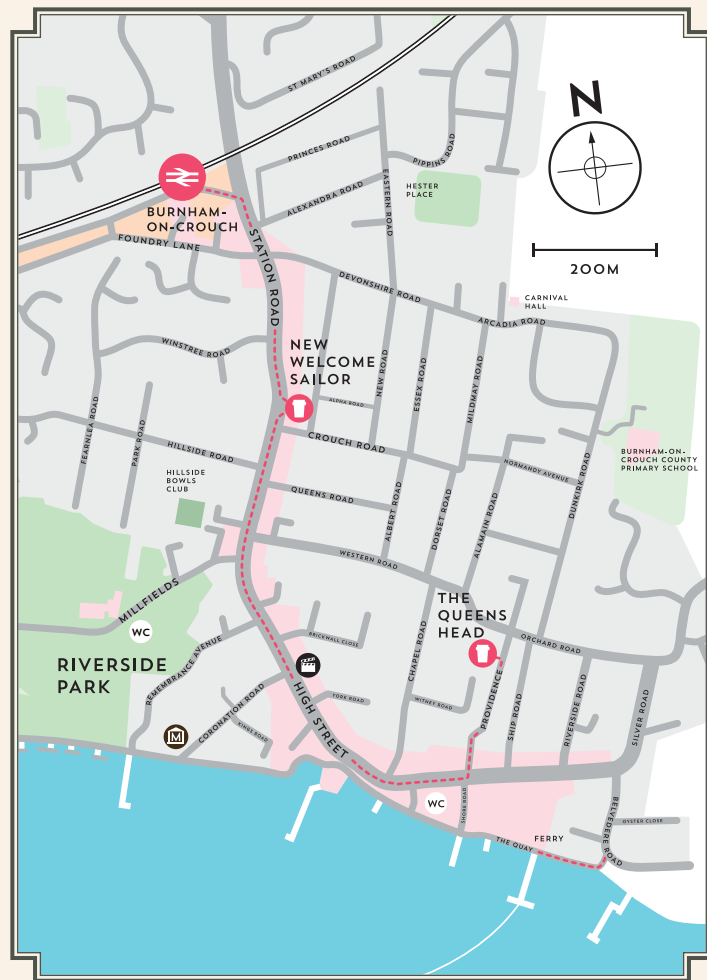 ST MARY'S ROAD
N
PRINCES ROAD
PIPPINS ROAD
EASTERN ROAD
HESTER
PLACE
ALEXANDRA ROAD
BURNHAM-
ON-CROUCH
FOUNDRY LANE
STATION ROAD
200M
DEVONSHIRE ROAD
CARNIVAL
HALL
ARCADIA ROAD
WINSTREE ROAD
NEW
WELCOME
SAILOR
ALPHA ROAD
NEW ROAD
ESSEX ROAD
MILDMAY ROAD
FEARNLEA ROAD
PARK ROAD
HILLSIDE ROAD
CROUCH ROAD
BURNHAM-ON-
CROUCH COUNTY
PRIMARY SCHOOL
HILLSIDE
BOWLS
CLUB
QUEENS ROAD
NORMANDY AVENUE
DUNKIRK ROAD
ALBERT ROAD
DORSET ROAD
ALAMAIN ROAD
WESTERN ROAD
MILLFIELDS
WC
THE
QUEENS
HEAD
BRICKWALL CLOSE
ORCHARD ROAD
CHAPEL ROAD
RIVERSIDE
PARK
REMEMBRANCE AVENUE
CORONATION ROAD
KINGS ROAD
HIGH STREET
YORK ROAD
WITNEY ROAD
PROVIDENCE
SHIP ROAD
RIVERSIDE ROAD
SILVER ROAD
M
WC
SHORE ROAD
THE QUAY
FERRY
BELVEDERE ROAD
OYSTER CLOSE